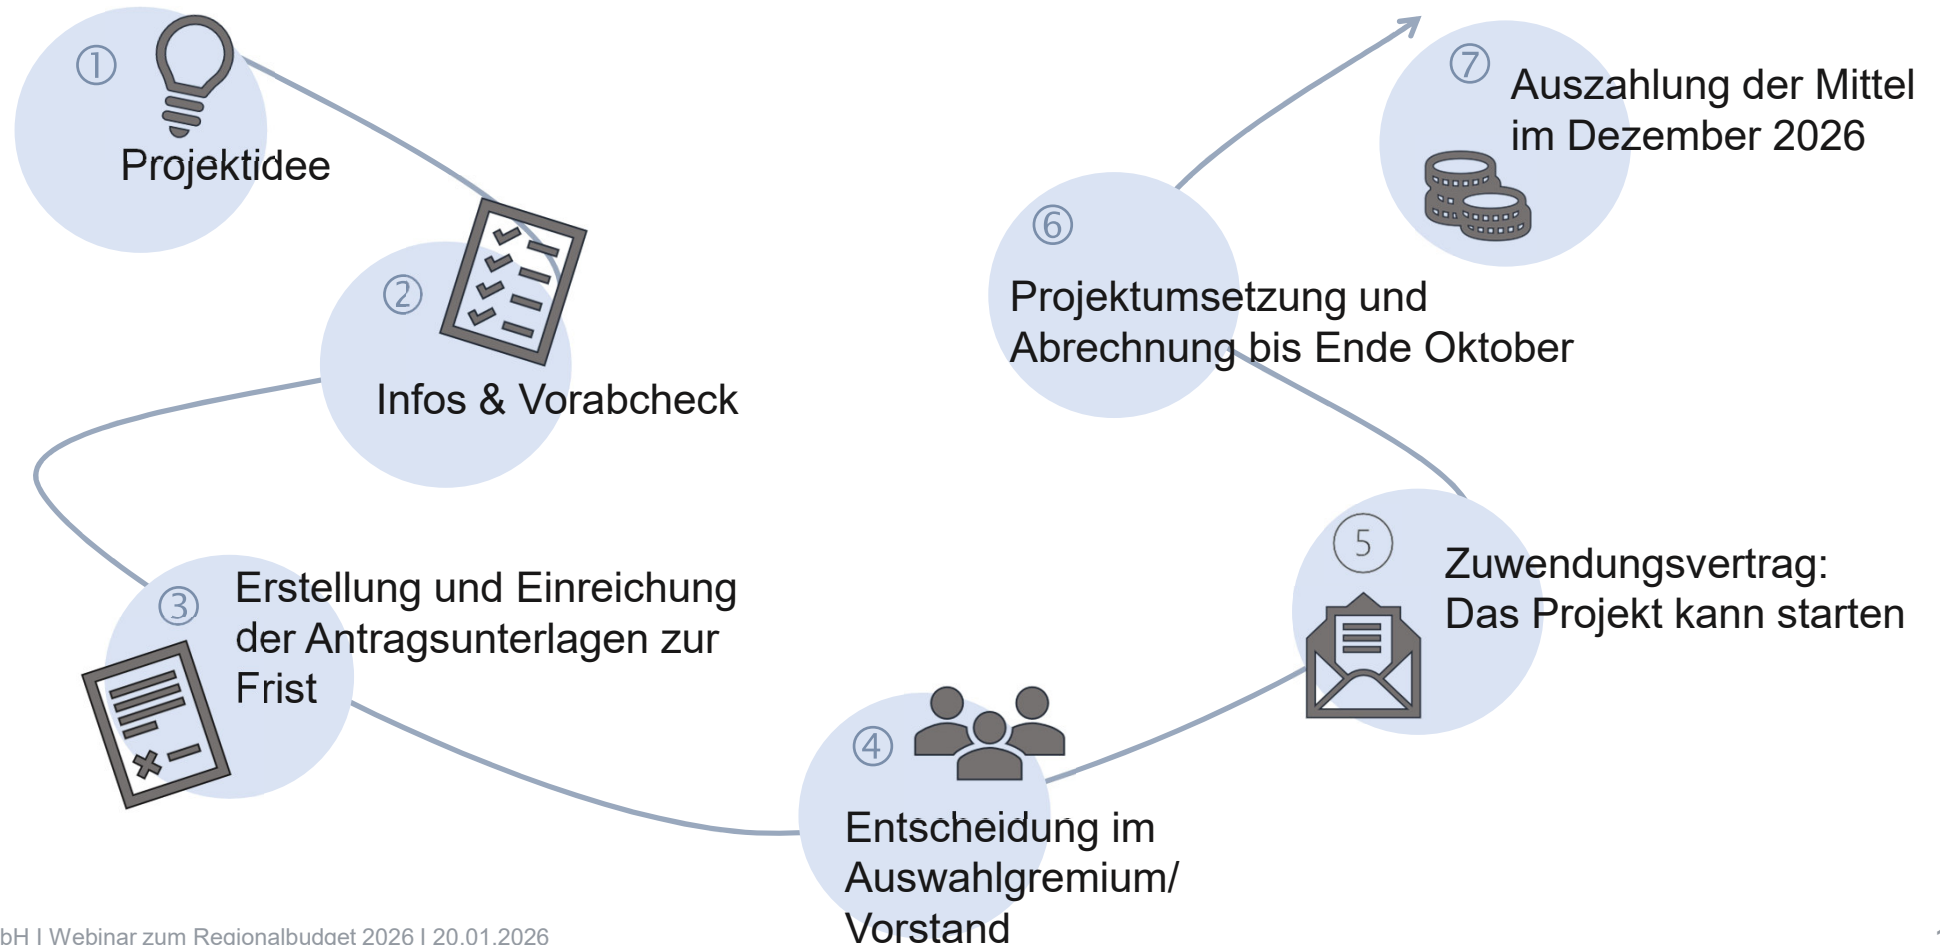 ①
Projektidee
②
Infos & Vorabcheck
③
Erstellung und Einreichung
der Antragsunterlagen zur
Frist
④
Entscheidung im
Auswahlgremium/
Vorstand
5
Zuwendungsvertrag:
Das Projekt kann starten
⑥
Projektumsetzung und
Abrechnung bis Ende Oktober
⑦
Auszahlung der Mittel
im Dezember 2026
bH I Webinar zum Regionalbudget 2026 I 20.01.2026